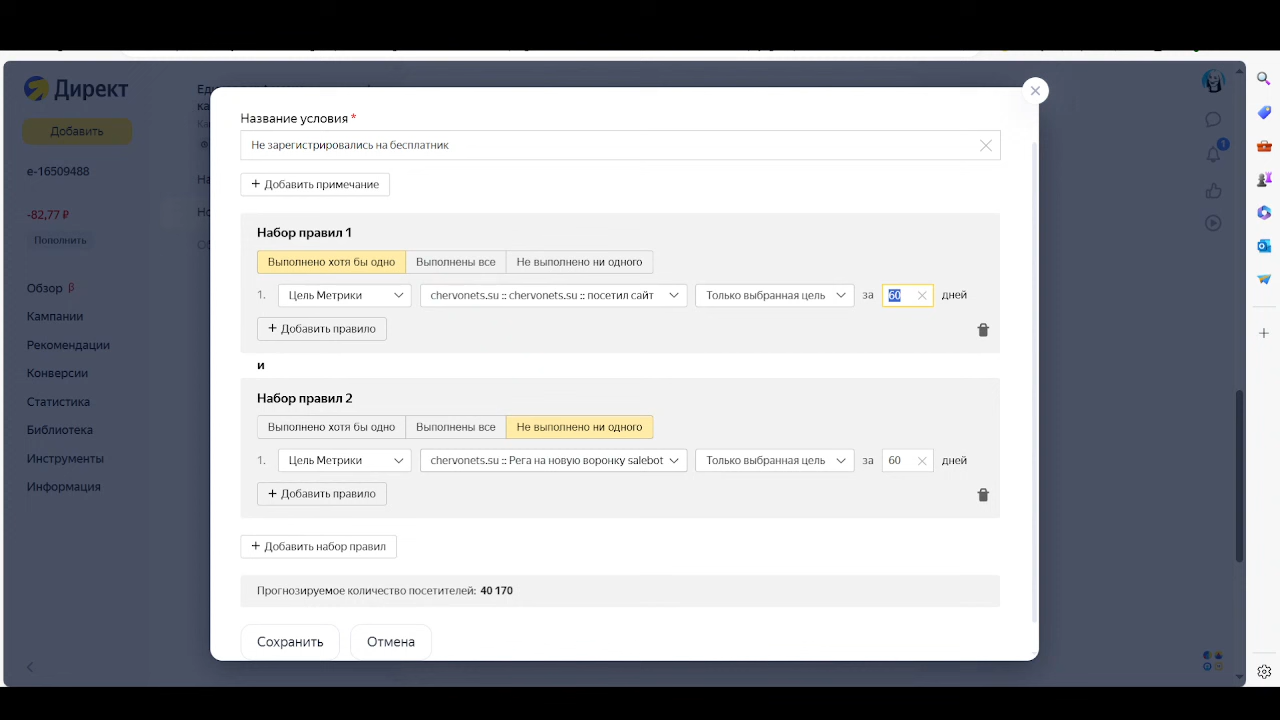 Директ
Добавить
e-16509488
-82,77 ₽
Пополнить
Обзор β
Кампании
Рекомендации
Конверсии
Статистика
Библиотека
Инструменты
Информация
Название условия *
Не зарегистрировались на бесплатник
+ Добавить примечание
Набор правил 1
Выполнено хотя бы одно Выполнены все Не выполнено ни одного
1. Цель Метрики chervonets.su :: chervonets.su :: посетил сайт Только выбранная цель за 60 дней
+ Добавить правило
и
Набор правил 2
Выполнено хотя бы одно Выполнены все Не выполнено ни одного
1. Цель Метрики chervonets.su :: Рега на новую воронку salebot Только выбранная цель за 60 дней
+ Добавить правило
+ Добавить набор правил
Прогнозируемое количество посетителей: 40 170
Сохранить Отмена
1